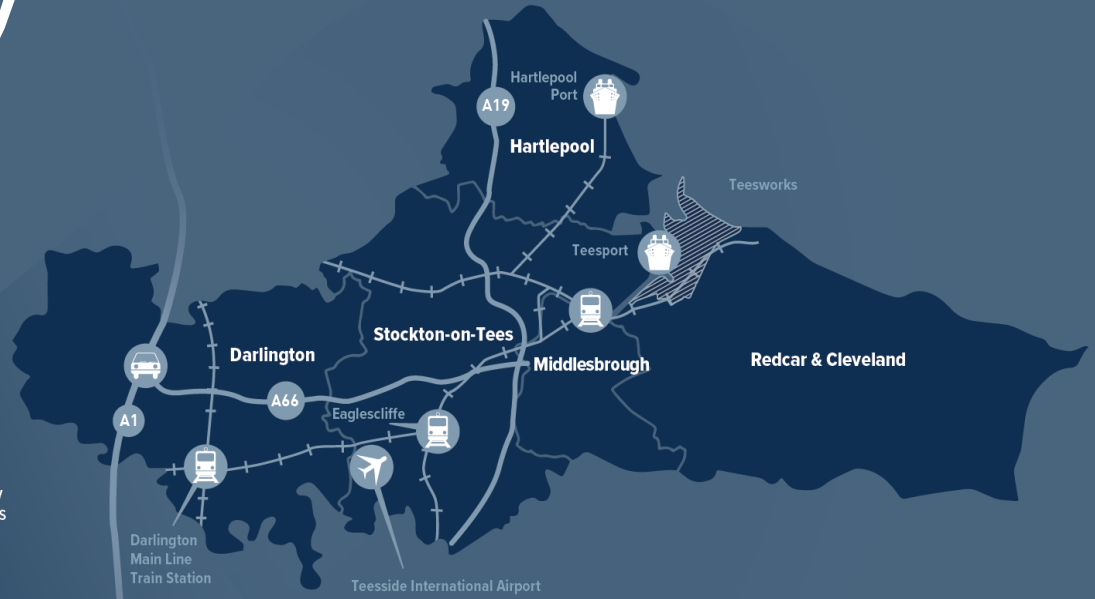 Hartlepool
Port
A19
Hartlepool
Teesworks
Teesport
Stockton-on-Tees
Darlington
Middlesbrough
Redcar & Cleveland
A66
Eaglescliffe
A1
Darlington
Main Line
Train Station
Teesside International Airport